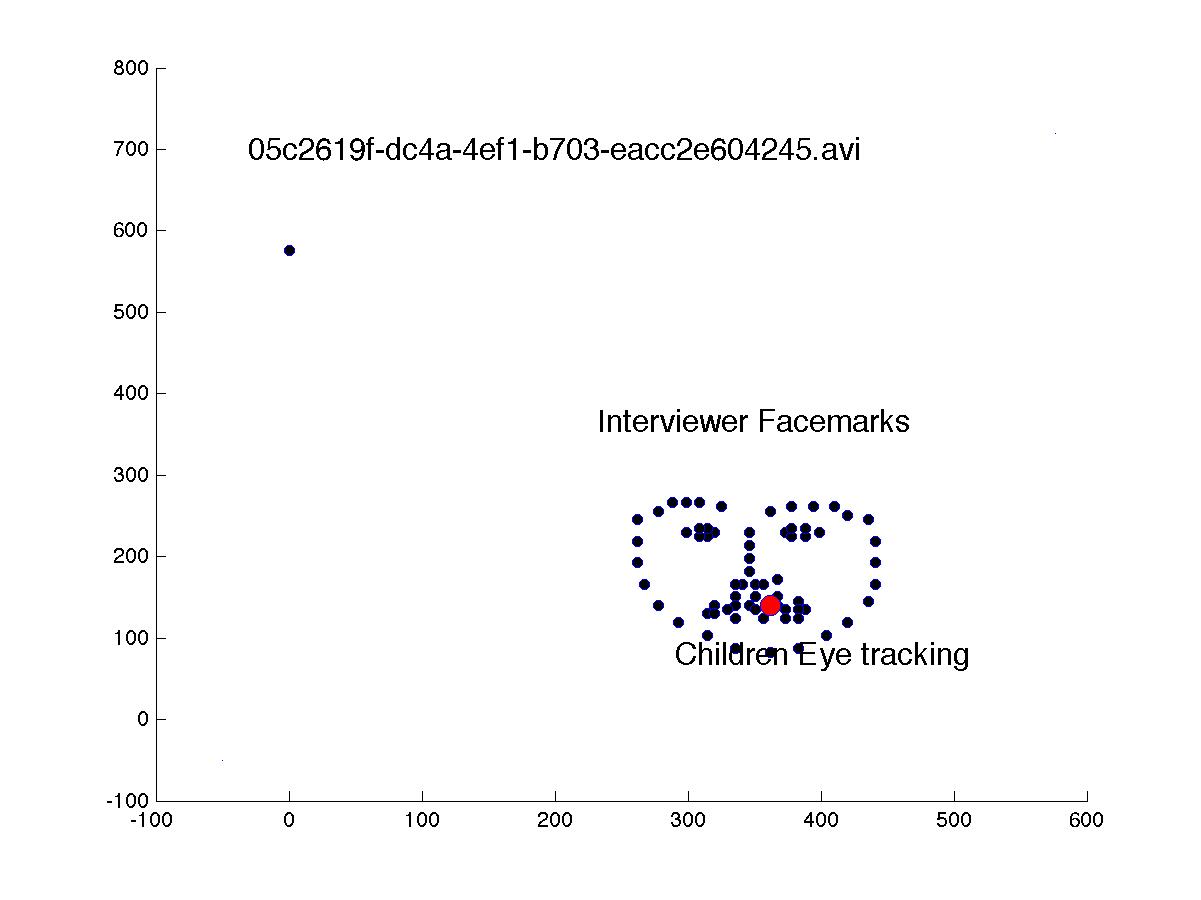 800
700
05c2619f-dc4a-4ef1-b703-eacc2e604245.avi
600
500
400
Interviewer Facemarks
300
200
100
Children Eye tracking
0
-100
-100 0 100 200 300 400 500 600